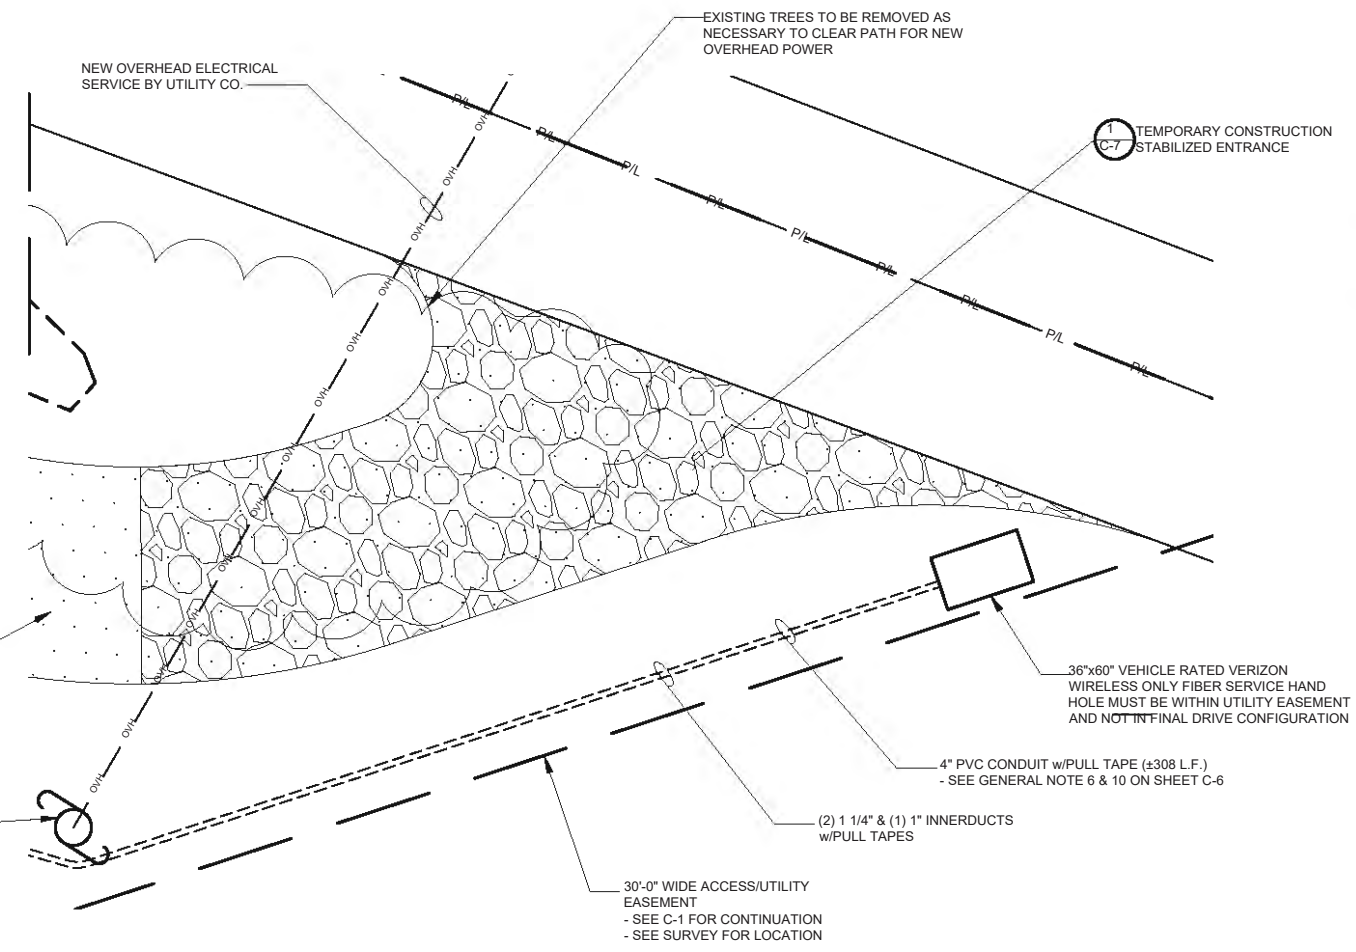 EXISTING TREES TO BE REMOVED AS
NECESSARY TO CLEAR PATH FOR NEW
OVERHEAD POWER
NEW OVERHEAD ELECTRICAL
SERVICE BY UTILITY CO.
1
C-7
TEMPORARY CONSTRUCTION
STABILIZED ENTRANCE
P/L
P/L
P/L
P/L
P/L
P/L
P/L
P/L
P/L
OVH
OVH
OVH
OVH
OVH
OVH
OVH
OVH
OVH
OVH
OVH
OVH
OVH
36"x60" VEHICLE RATED VERIZON
WIRELESS ONLY FIBER SERVICE HAND
HOLE MUST BE WITHIN UTILITY EASEMENT
AND NOT IN FINAL DRIVE CONFIGURATION
4" PVC CONDUIT w/PULL TAPE (±308 L.F.)
- SEE GENERAL NOTE 6 & 10 ON SHEET C-6
(2) 1 1/4" & (1) 1" INNERDUCTS
w/PULL TAPES
30'-0" WIDE ACCESS/UTILITY
EASEMENT
- SEE C-1 FOR CONTINUATION
- SEE SURVEY FOR LOCATION